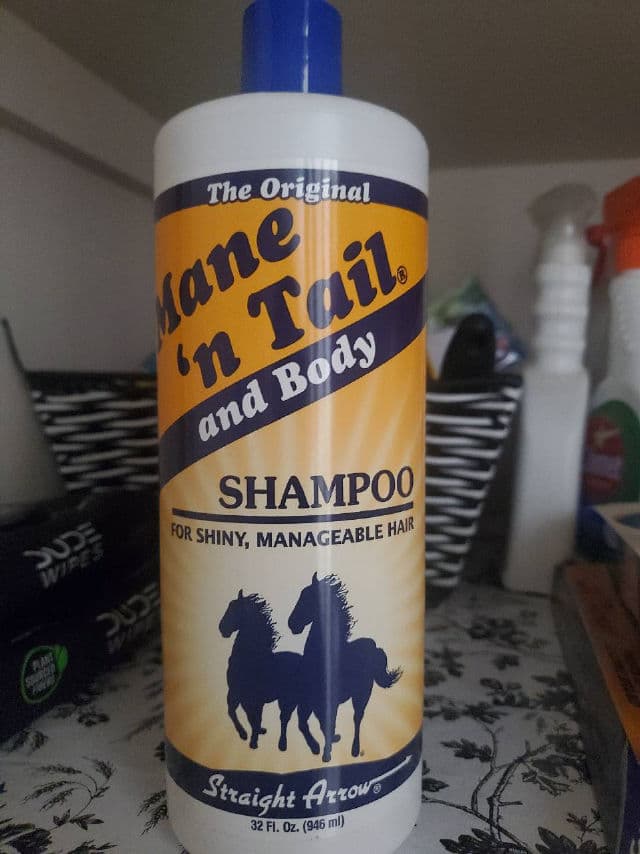 The Original
Mane
'n Tail®
and Body
SHAMPOO
FOR SHINY, MANAGEABLE HAIR
Straight Arrow®
32 Fl. Oz. (946 ml)
DUDE
WIPES
DUDE
WIPES
PLANT